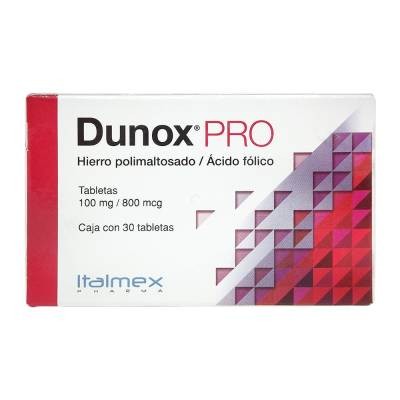 Dunox® PRO
Hierro polimaltosado / Ácido fólico
Tabletas
100 mg / 800 mcg
Caja con 30 tabletas
Italmex
PHARMA